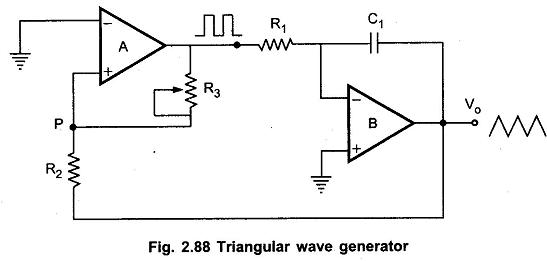 R1
C1
−
A
+
R3
P
R2
−
B
+
Vo
Fig. 2.88 Triangular wave generator